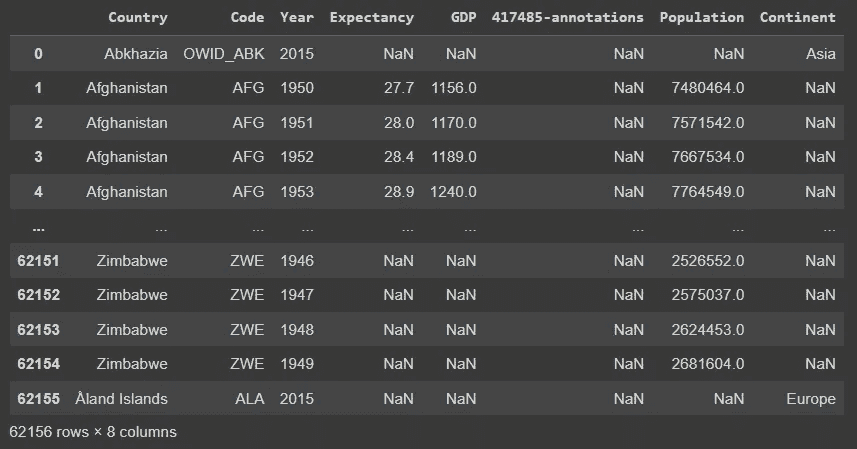 Country Code Year Expectancy GDP 417485-annotations Population Continent
0 Abkhazia OWID_ABK 2015 NaN NaN NaN NaN Asia
1 Afghanistan AFG 1950 27.7 1156.0 NaN 7480464.0 NaN
2 Afghanistan AFG 1951 28.0 1170.0 NaN 7571542.0 NaN
3 Afghanistan AFG 1952 28.4 1189.0 NaN 7667534.0 NaN
4 Afghanistan AFG 1953 28.9 1240.0 NaN 7764549.0 NaN
... ... ... ... ... ... ... ... ...
62151 Zimbabwe ZWE 1946 NaN NaN NaN 2526552.0 NaN
62152 Zimbabwe ZWE 1947 NaN NaN NaN 2575037.0 NaN
62153 Zimbabwe ZWE 1948 NaN NaN NaN 2624453.0 NaN
62154 Zimbabwe ZWE 1949 NaN NaN NaN 2681604.0 NaN
62155 Åland Islands ALA 2015 NaN NaN NaN NaN Europe
62156 rows × 8 columns